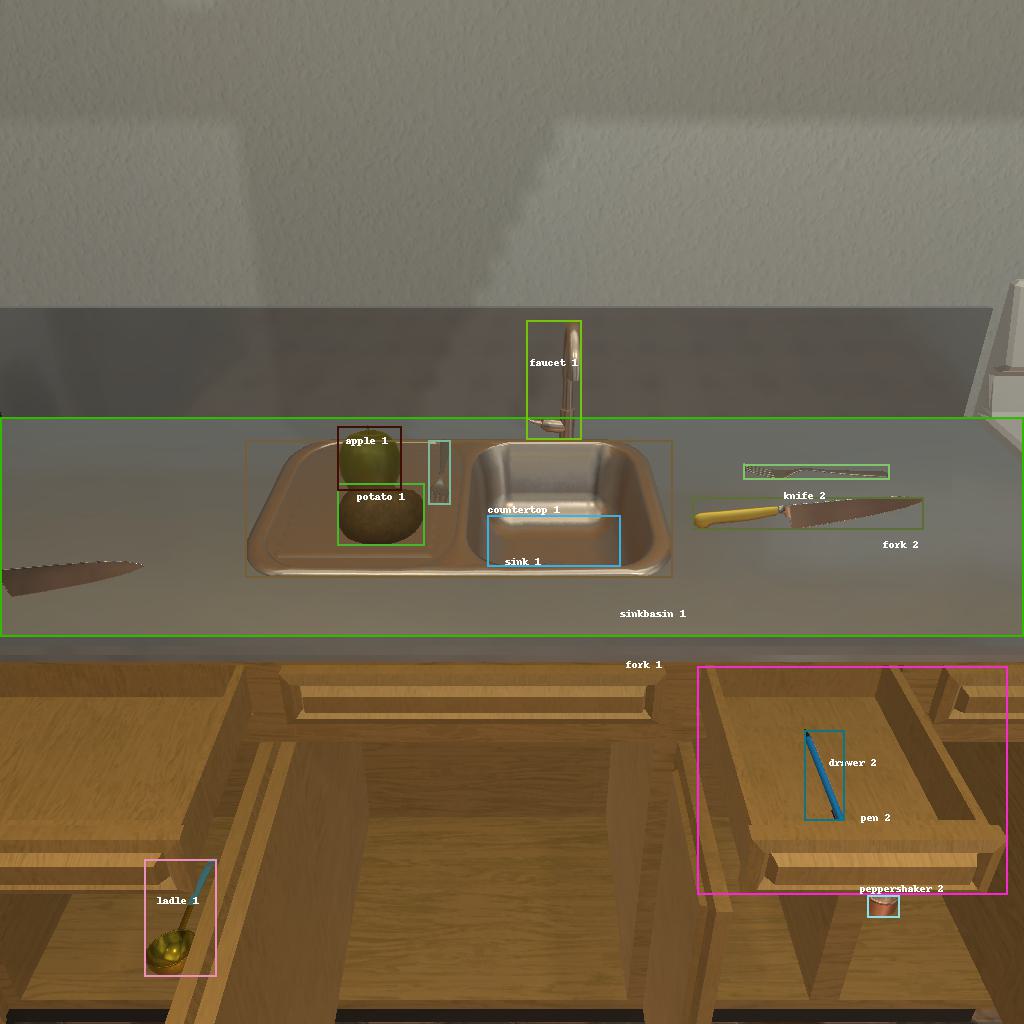 faucet 1
apple 1
potato 1
knife 2
countertop 1
fork 2
sink 1
sinkbasin 1
fork 1
drawer 2
pen 2
peppershaker 2
ladle 1